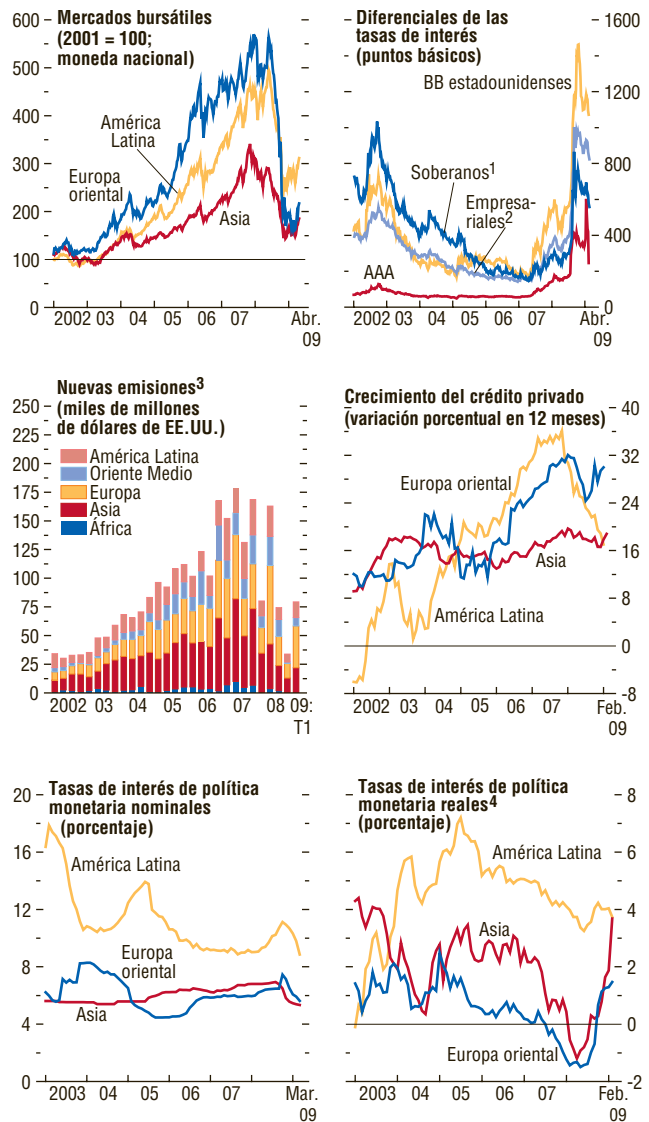 Mercados bursátiles
(2001 = 100;
moneda nacional)
600
500
400
300
200
100
0
América
Latina
Europa
oriental
Asia
2002 03 04 05 06 07 Abr.
09
Diferenciales de las
tasas de interés
(puntos básicos)
1600
1200
800
400
0
BB estadounidenses
Soberanos¹
Empresa-
riales²
AAA
2002 03 04 05 06 07 Abr.
09
Nuevas emisiones³
(miles de millones
de dólares de EE.UU.)
250
225
200
175
150
125
100
75
50
25
0
América Latina
Oriente Medio
Europa
Asia
África
2002 03 04 05 06 07 08 09:
T1
Crecimiento del crédito privado
(variación porcentual en 12 meses)
40
32
24
16
8
0
-8
Europa oriental
Asia
América Latina
2002 03 04 05 06 07 Feb.
09
Tasas de interés de política
monetaria nominales
(porcentaje)
20
16
12
8
4
0
América Latina
Europa
oriental
Asia
2003 04 05 06 07 Mar.
09
Tasas de interés de política
monetaria reales⁴
(porcentaje)
8
6
4
2
0
-2
América Latina
Asia
Europa oriental
2003 04 05 06 07 Feb.
09